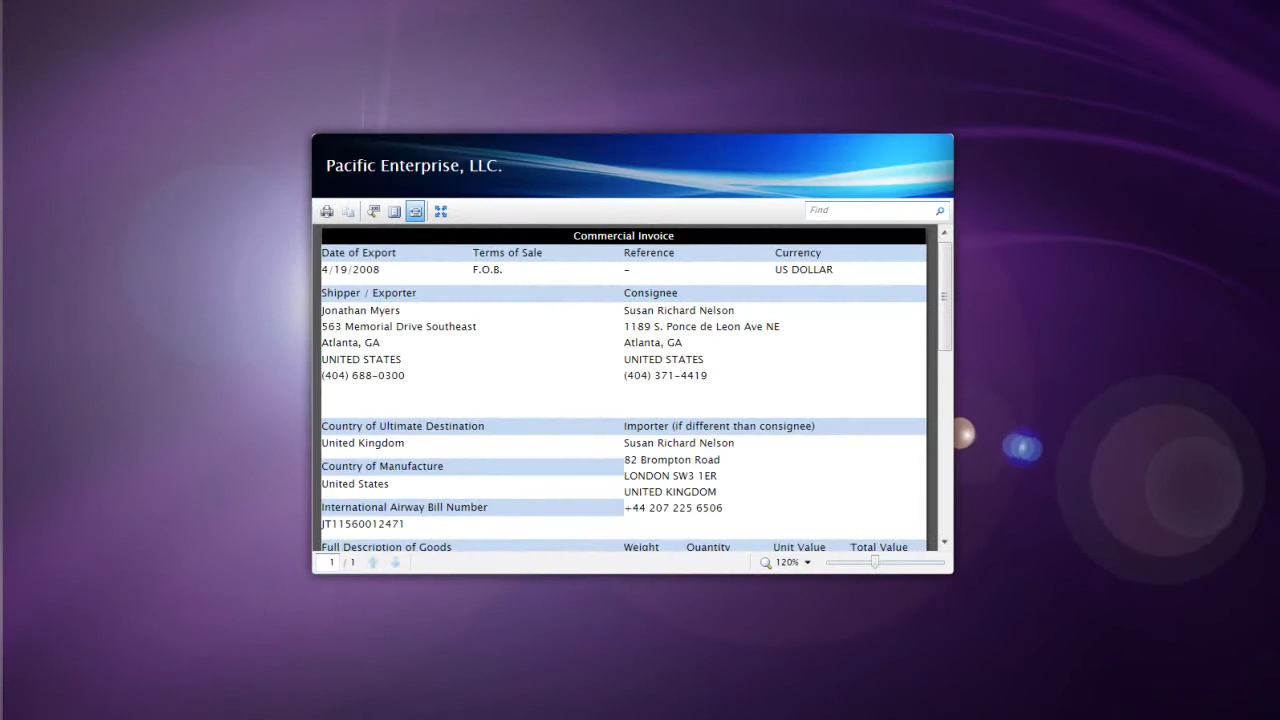 Pacific Enterprise, LLC.
Find
Commercial Invoice
Date of Export Terms of Sale Reference Currency
4/19/2008 F.O.B. - US DOLLAR
Shipper / Exporter Consignee
Jonathan Myers Susan Richard Nelson
563 Memorial Drive Southeast 1189 S. Ponce de Leon Ave NE
Atlanta, GA Atlanta, GA
UNITED STATES UNITED STATES
(404) 688-0300 (404) 371-4419
Country of Ultimate Destination Importer (if different than consignee)
United Kingdom Susan Richard Nelson
82 Brompton Road
Country of Manufacture
LONDON SW3 1ER
United States
UNITED KINGDOM
International Airway Bill Number +44 207 225 6506
JT11560012471
Full Description of Goods Weight Quantity Unit Value Total Value
1 / 1 120%